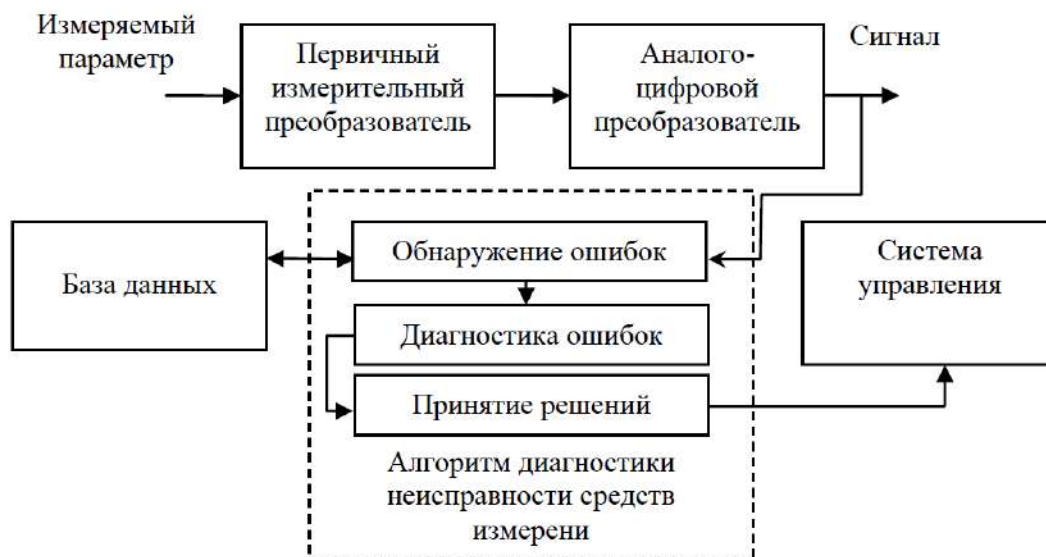 Измеряемый
параметр
Первичный
измерительный
преобразователь
Аналого-
цифровой
преобразователь
Сигнал
База данных
Обнаружение ошибок
Диагностика ошибок
Принятие решений
Алгоритм диагностики
неисправности средств
измерени
Система
управления